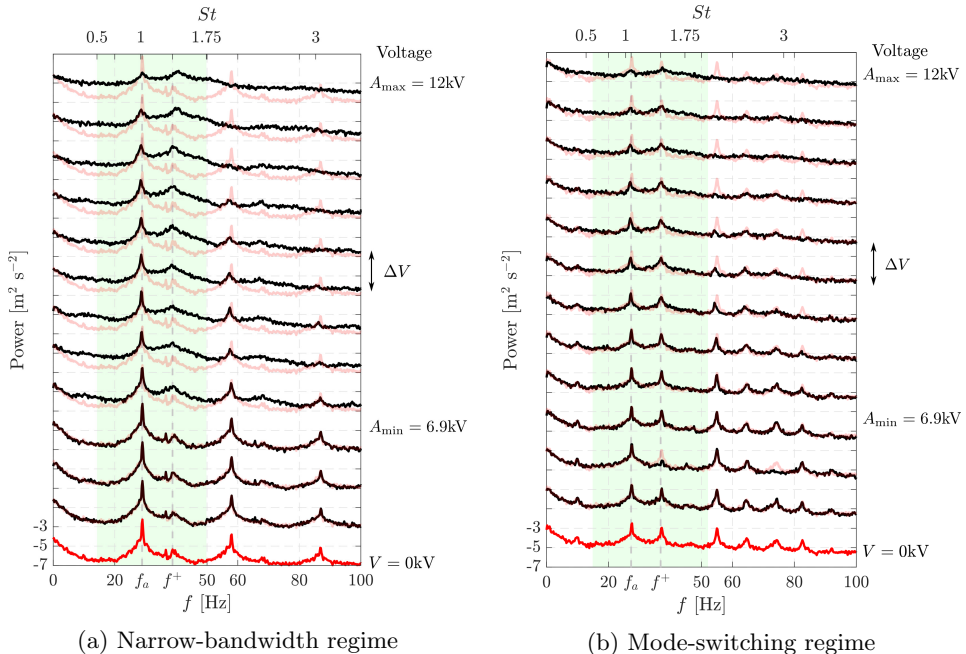 St
0.5 1 1.75 3
Voltage
A_max = 12kV
ΔV
A_min = 6.9kV
V = 0kV
Power [m² s⁻²]
-3
-5
-7
0 20 f_a f⁺ 50 60 80 100
f [Hz]
(a) Narrow-bandwidth regime
St
0.5 1 1.75 3
Voltage
A_max = 12kV
ΔV
A_min = 6.9kV
V = 0kV
Power [m² s⁻²]
-3
-5
-7
0 20 f_a f⁺ 50 60 80 100
f [Hz]
(b) Mode-switching regime